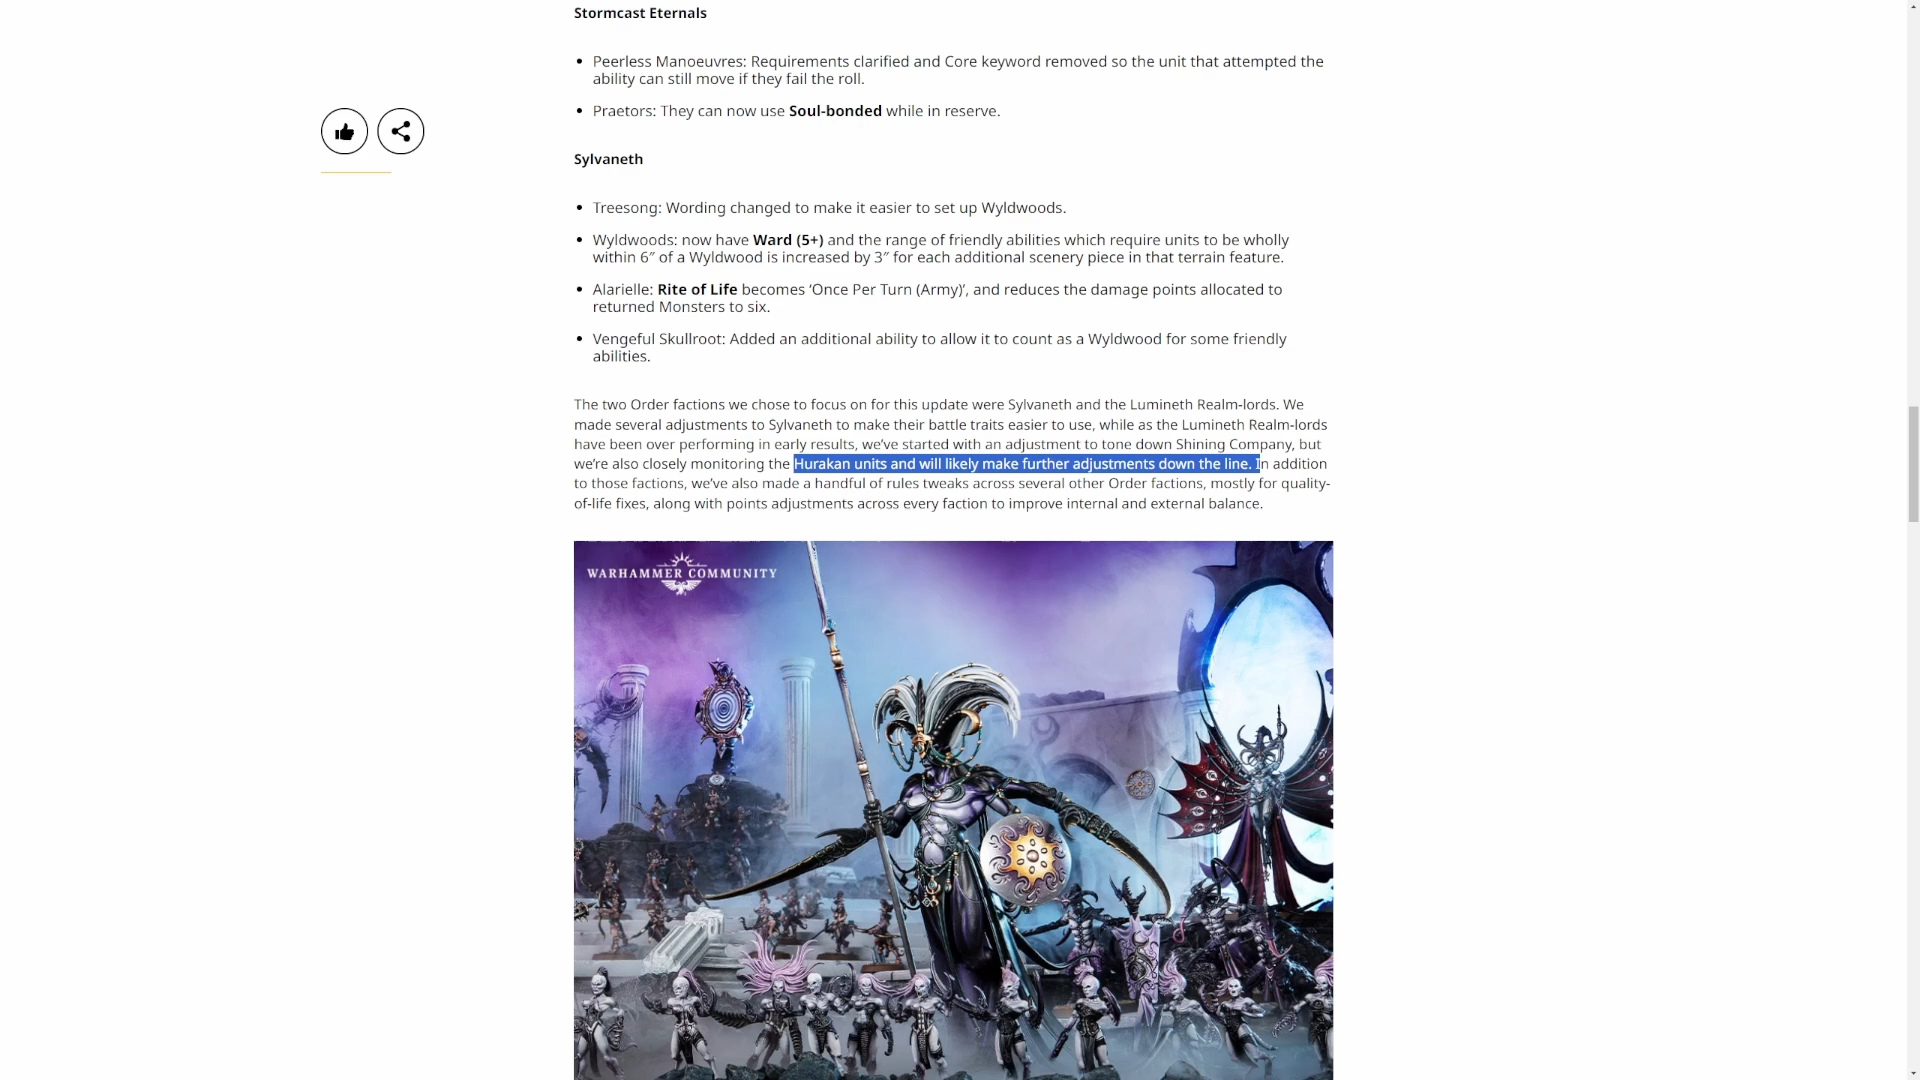 Stormcast Eternals
Peerless Manoeuvres: Requirements clarified and Core keyword removed so the unit that attempted the
ability can still move if they fail the roll.
Praetors: They can now use Soul-bonded while in reserve.
Sylvaneth
Treesong: Wording changed to make it easier to set up Wyldwoods.
Wyldwoods: now have Ward (5+) and the range of friendly abilities which require units to be wholly
within 6″ of a Wyldwood is increased by 3″ for each additional scenery piece in that terrain feature.
Alarielle: Rite of Life becomes ‘Once Per Turn (Army)’, and reduces the damage points allocated to
returned Monsters to six.
Vengeful Skullroot: Added an additional ability to allow it to count as a Wyldwood for some friendly
abilities.
The two Order factions we chose to focus on for this update were Sylvaneth and the Lumineth Realm-lords. We
made several adjustments to Sylvaneth to make their battle traits easier to use, while as the Lumineth Realm-lords
have been over performing in early results, we’ve started with an adjustment to tone down Shining Company, but
we’re also closely monitoring the Hurakan units and will likely make further adjustments down the line. In addition
to those factions, we’ve also made a handful of rules tweaks across several other Order factions, mostly for quality-
of-life fixes, along with points adjustments across every faction to improve internal and external balance.
WARHAMMER COMMUNITY